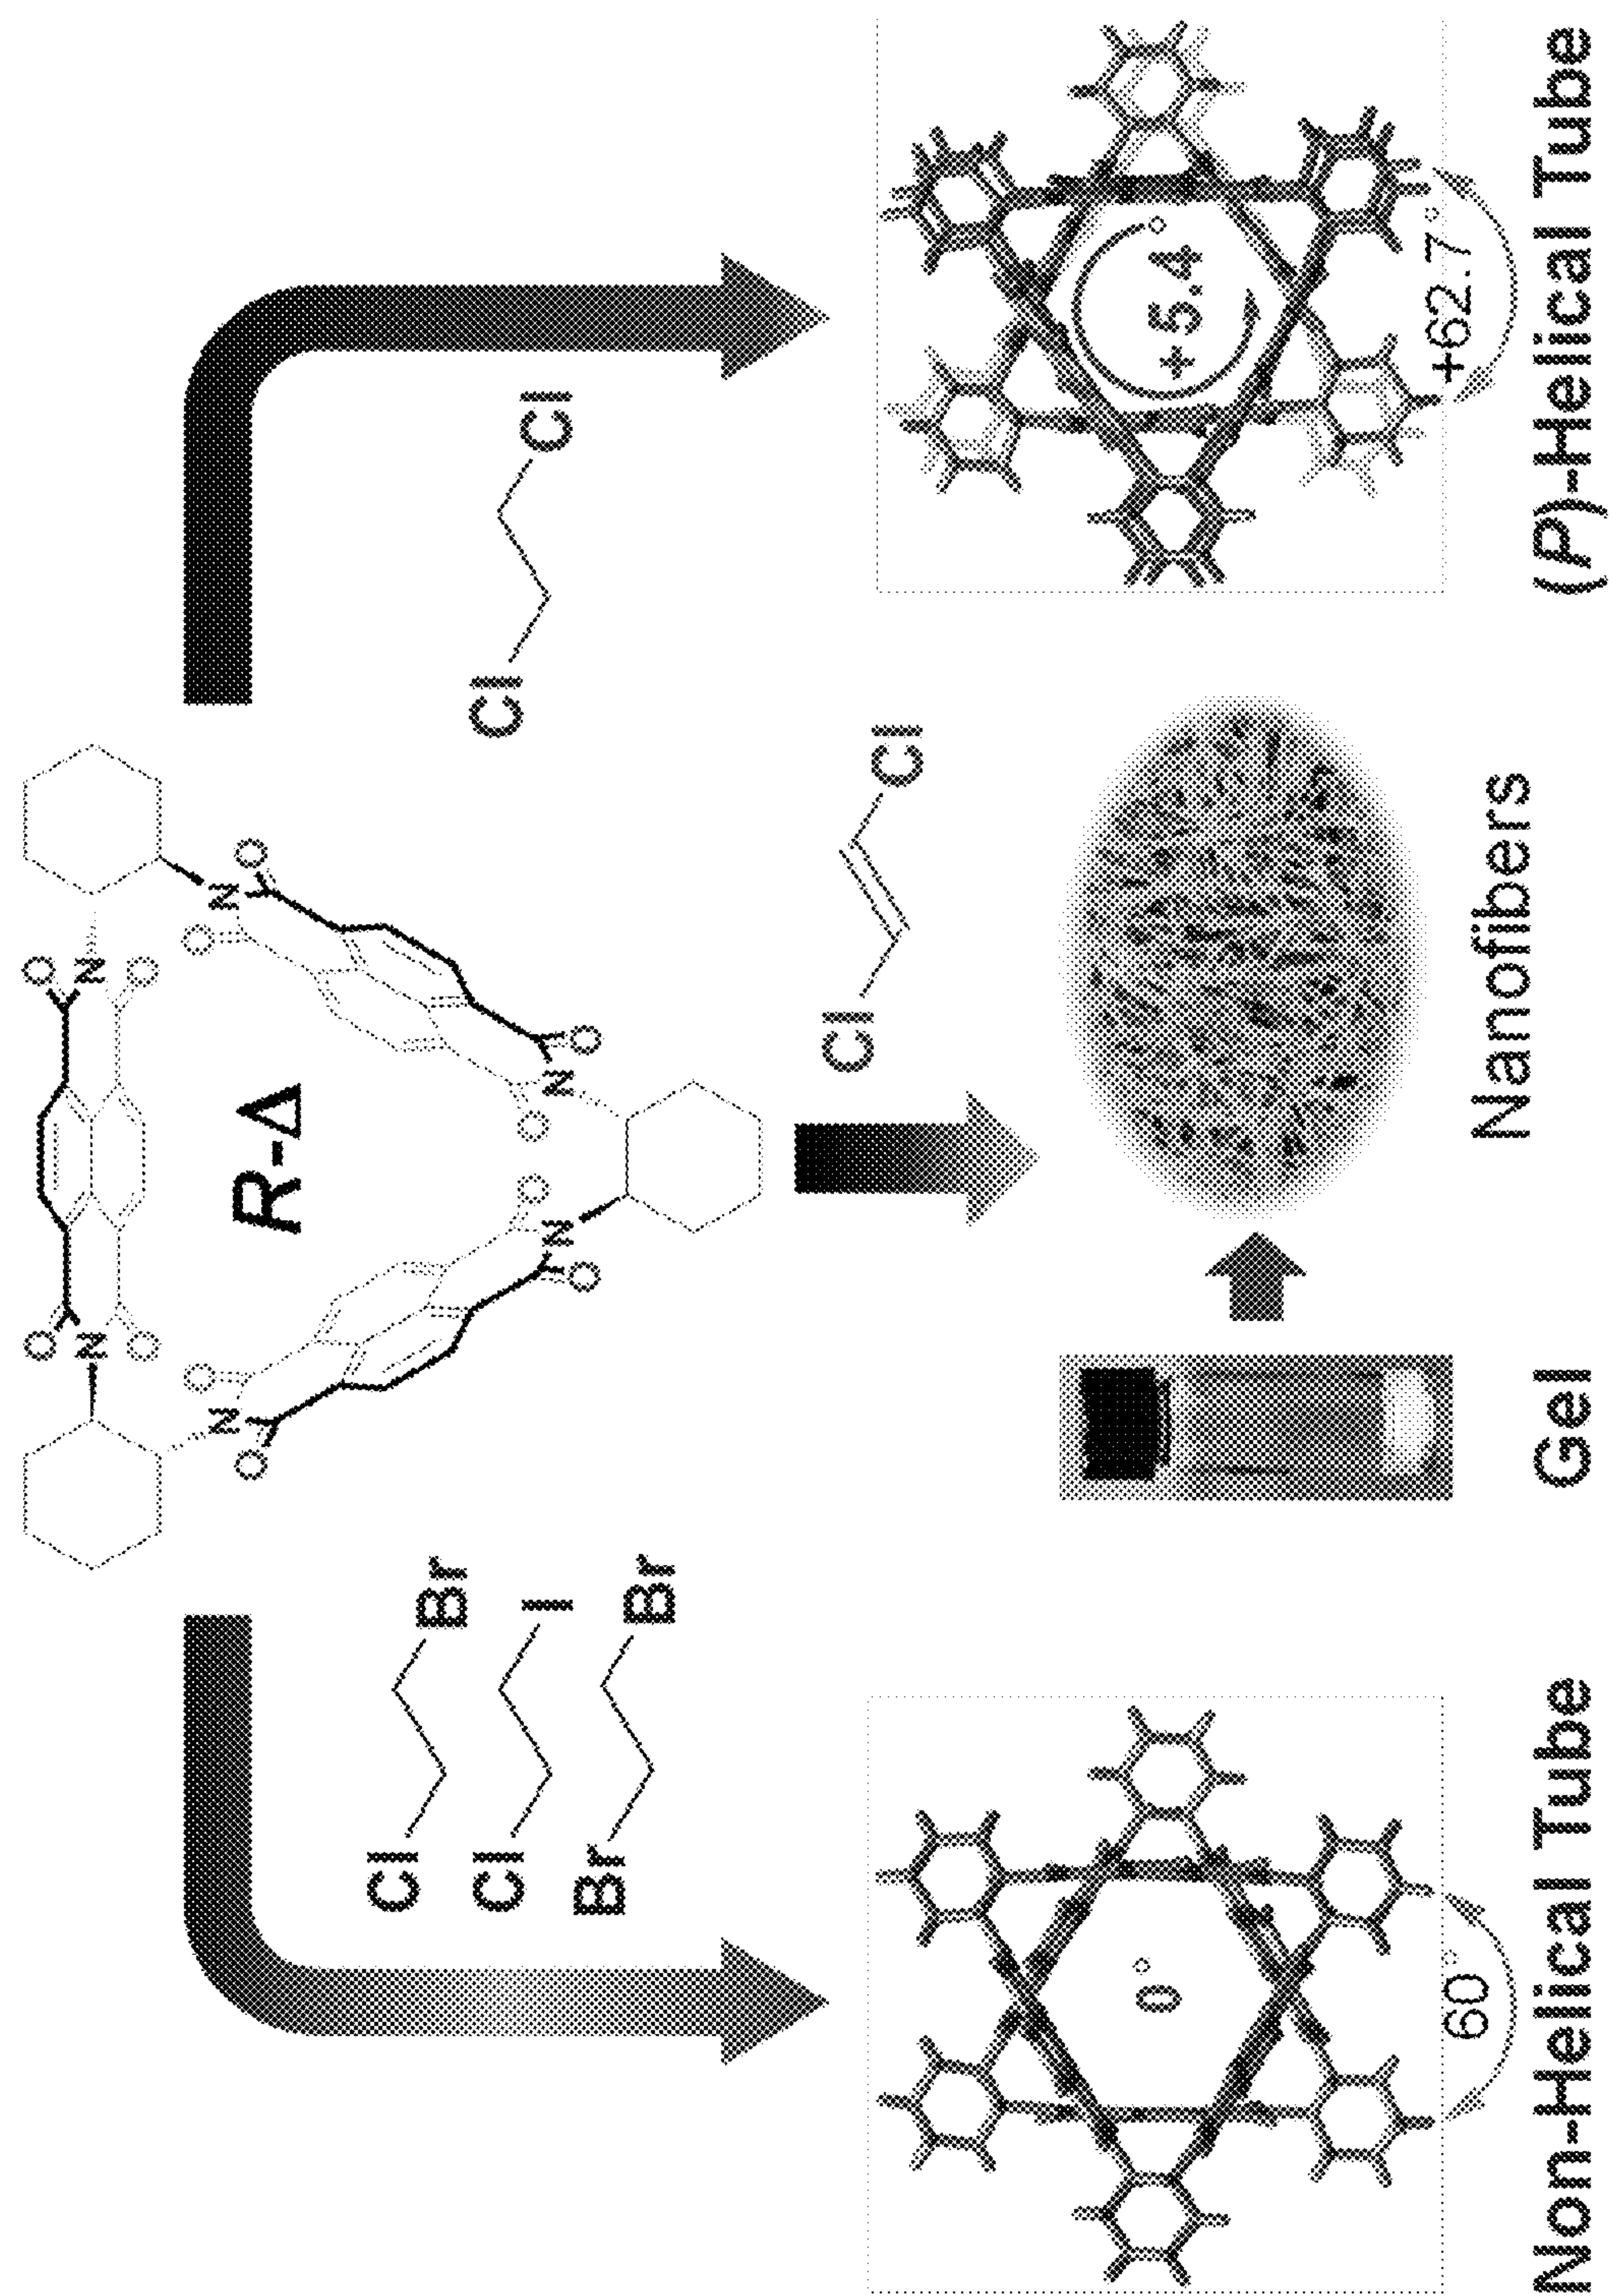 O
O
N
N
O
O
N
O
O
N
O
O
R-Δ
O
N
O
O
N
O
Cl
Br
Cl
I
Br
Br
Cl
Cl
Cl
Cl
0°
60°
+5.4°
+62.7°
Non-Helical Tube
Gel
Nanofibers
(P)-Helical Tube